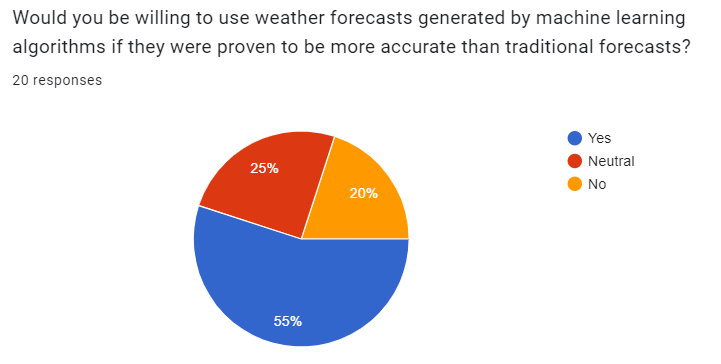 Would you be willing to use weather forecasts generated by machine learning
algorithms if they were proven to be more accurate than traditional forecasts?
20 responses
Yes
Neutral
No
25%
20%
55%